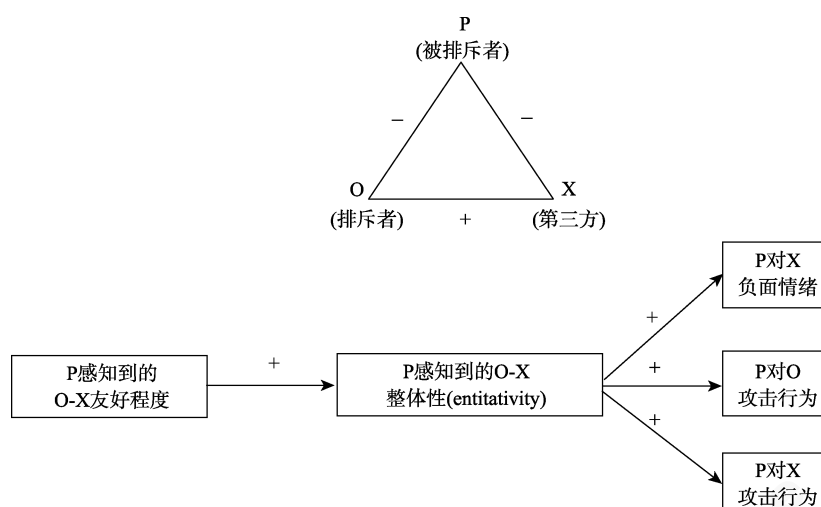 P
(被排斥者)
−
−
O
X
(排斥者)
+
(第三方)
P对X
负面情绪
+
+
P感知到的
O-X友好程度
P感知到的O-X
整体性(entitativity)
+
P对O
攻击行为
+
P对X
攻击行为